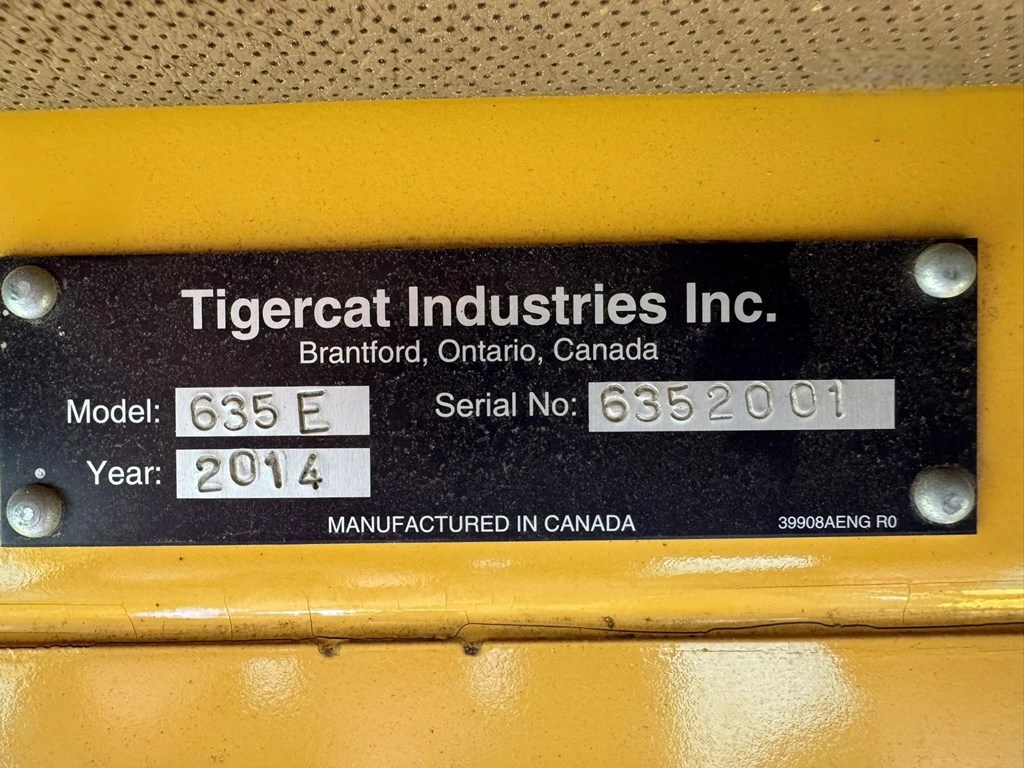 Tigercat Industries Inc.
Brantford, Ontario, Canada
Model: 635 E Serial No: 6352001
Year: 2014
MANUFACTURED IN CANADA 39908AENG R0